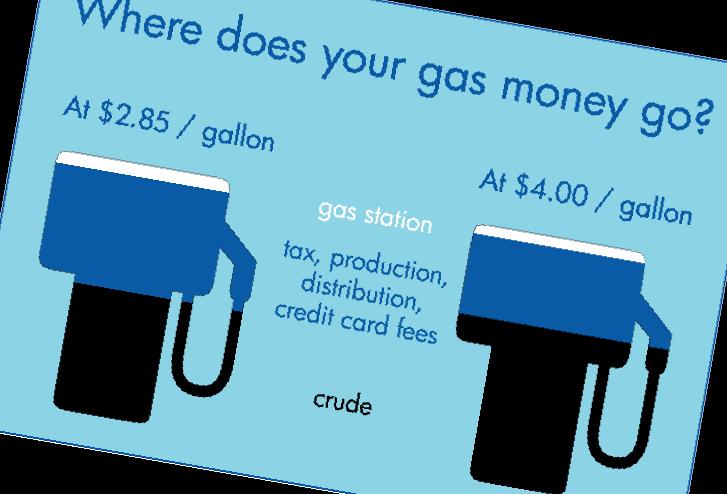 Where does your gas money go?
At $2.85 / gallon
At $4.00 / gallon
gas station
tax, production,
distribution,
credit card fees
crude